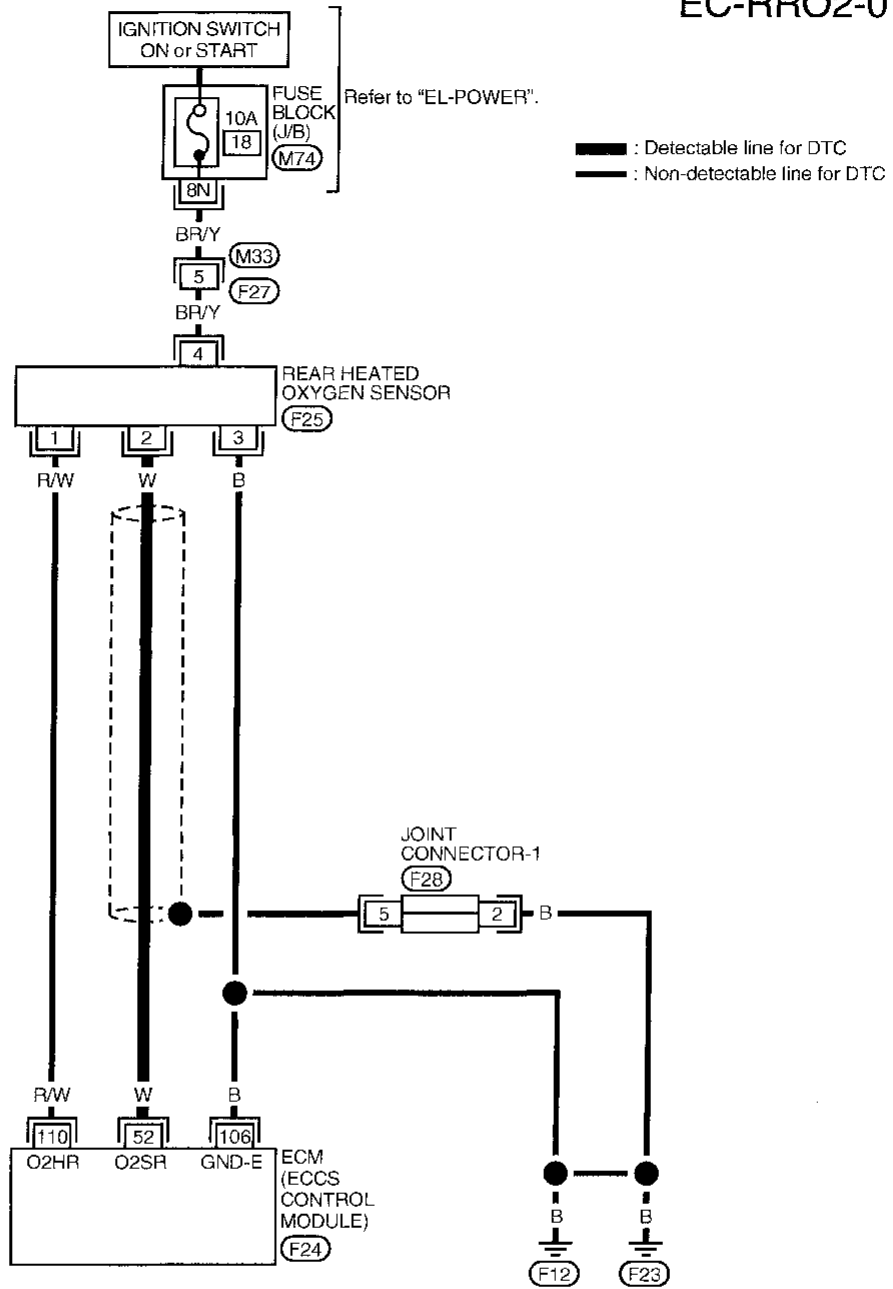 EC-RRO2-0
IGNITION SWITCH
ON or START
FUSE
BLOCK
(J/B)
M74
10A
18
Refer to "EL-POWER".
: Detectable line for DTC
: Non-detectable line for DTC
8N
BR/Y
M33
5
F27
BR/Y
4
REAR HEATED
OXYGEN SENSOR
F25
1 2 3
R/W W B
JOINT
CONNECTOR-1
F28
5 2 B
R/W W B
110 52 106
O2HR O2SR GND-E
ECM
(ECCS
CONTROL
MODULE)
F24
B B
F12 F23